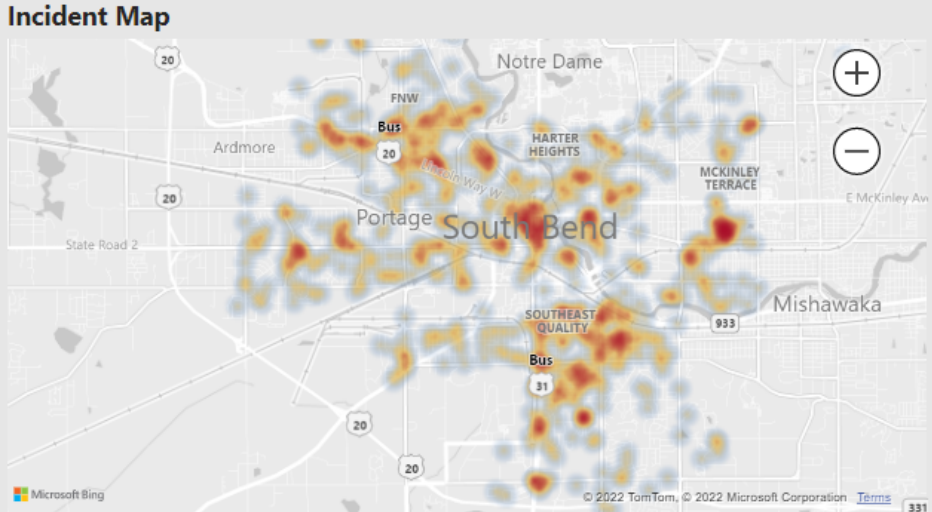 Incident Map
20
Notre Dame
FNW
Bus
20
HARTER
HEIGHTS
Ardmore
Lincoln Way W
MCKINLEY
TERRACE
20
E McKinley Av
Portage
South Bend
State Road 2
Mishawaka
SOUTHEAST
QUALITY
933
Bus
31
20
20
Microsoft Bing
© 2022 TomTom, © 2022 Microsoft Corporation Terms
331